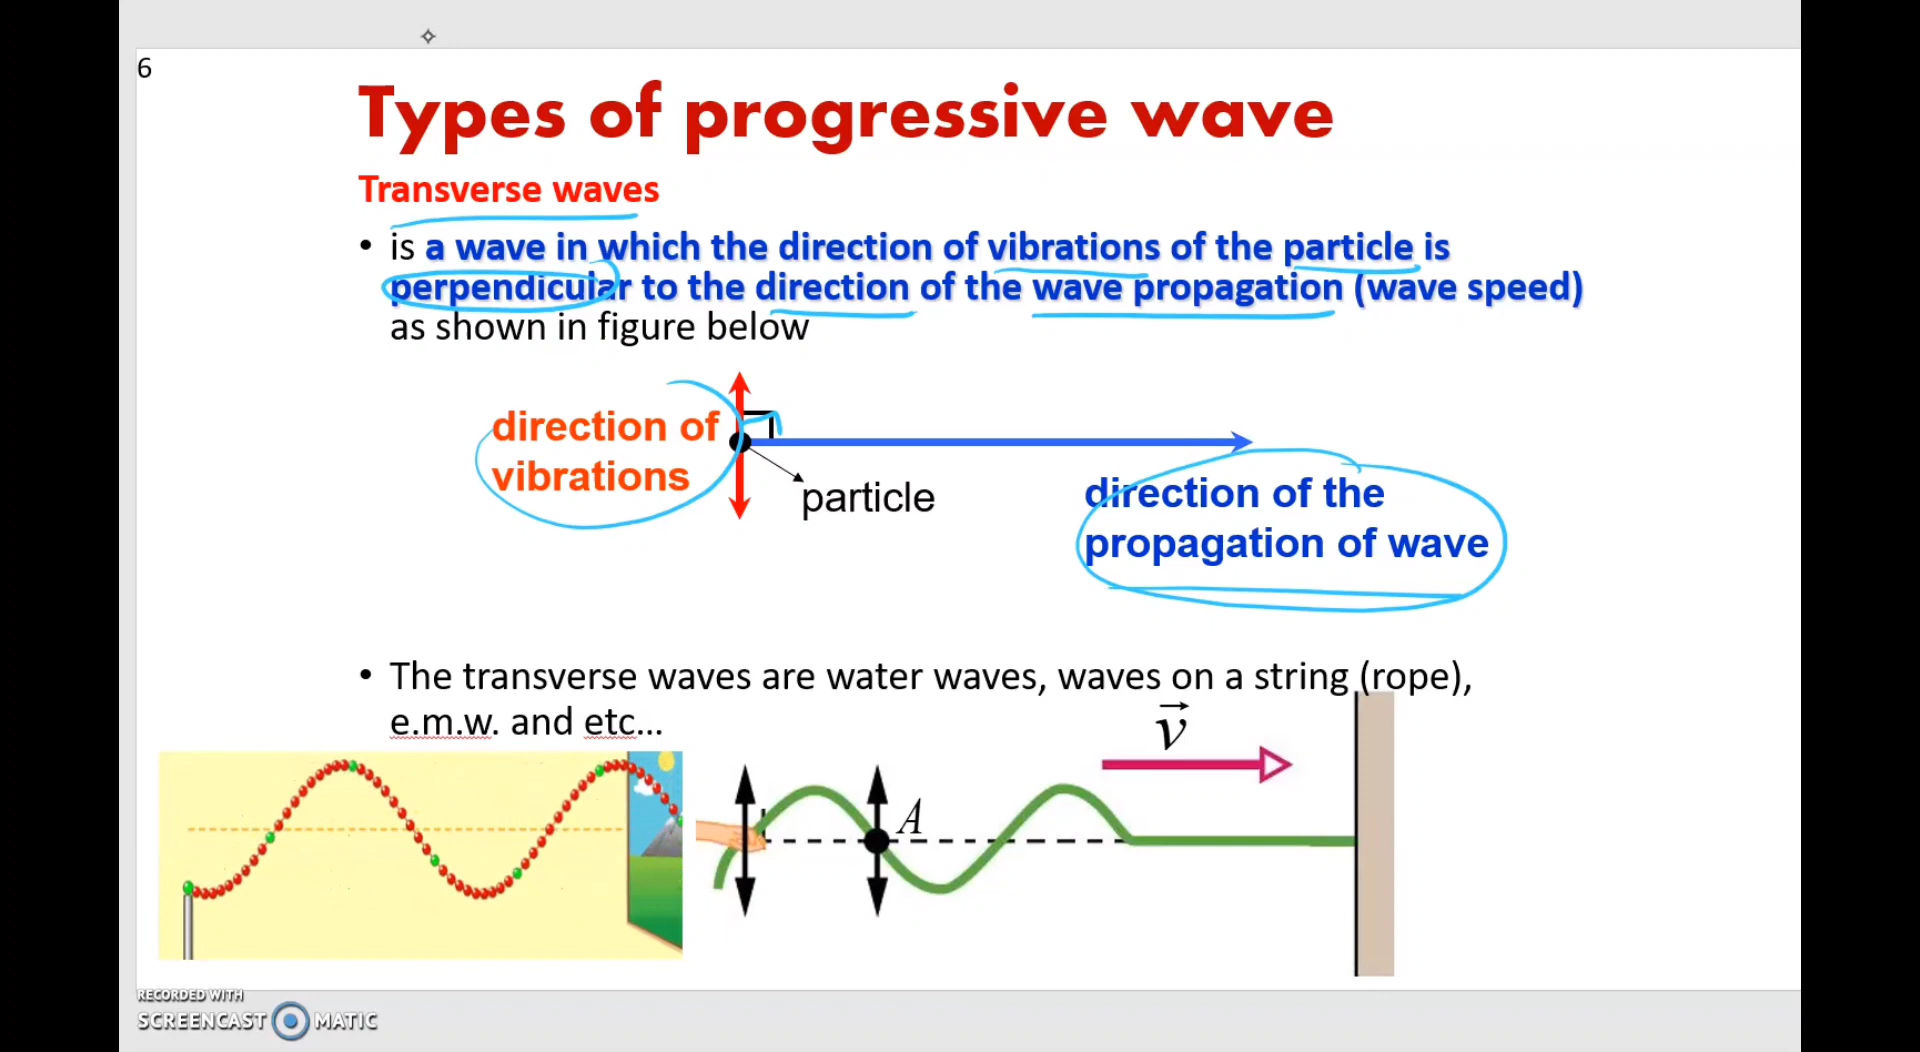 6
Types of progressive wave
Transverse waves
• is a wave in which the direction of vibrations of the particle is
perpendicular to the direction of the wave propagation (wave speed)
as shown in figure below
direction of
vibrations
particle
direction of the
propagation of wave
• The transverse waves are water waves, waves on a string (rope),
e.m.w. and etc...
v
A
RECORDED WITH
SCREENCAST MATIC